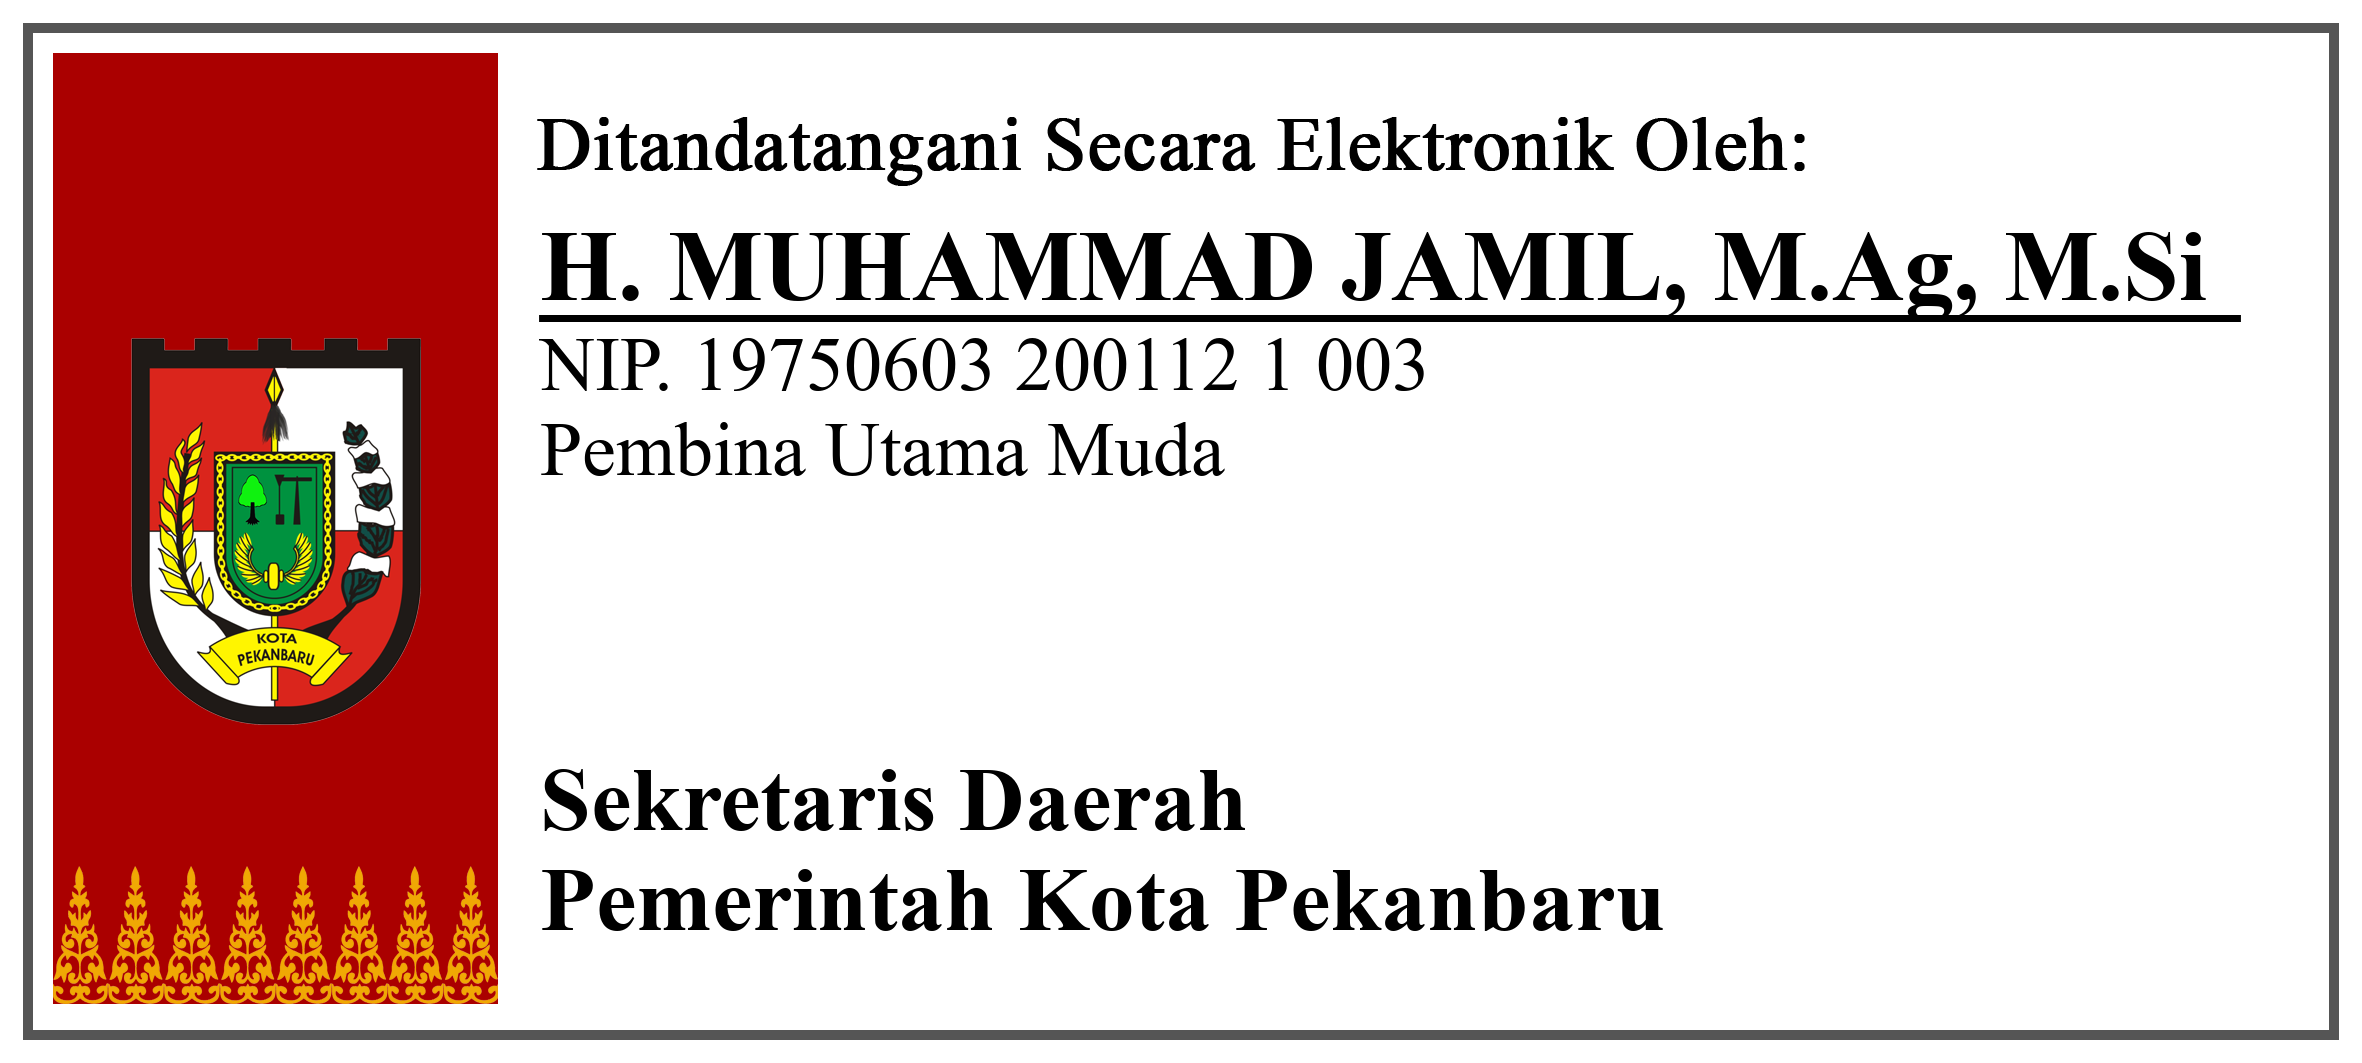 Ditandatangani Secara Elektronik Oleh:
H. MUHAMMAD JAMIL, M.Ag, M.Si
NIP. 19750603 200112 1 003
Pembina Utama Muda
KOTA
PEKANBARU
Sekretaris Daerah
Pemerintah Kota Pekanbaru